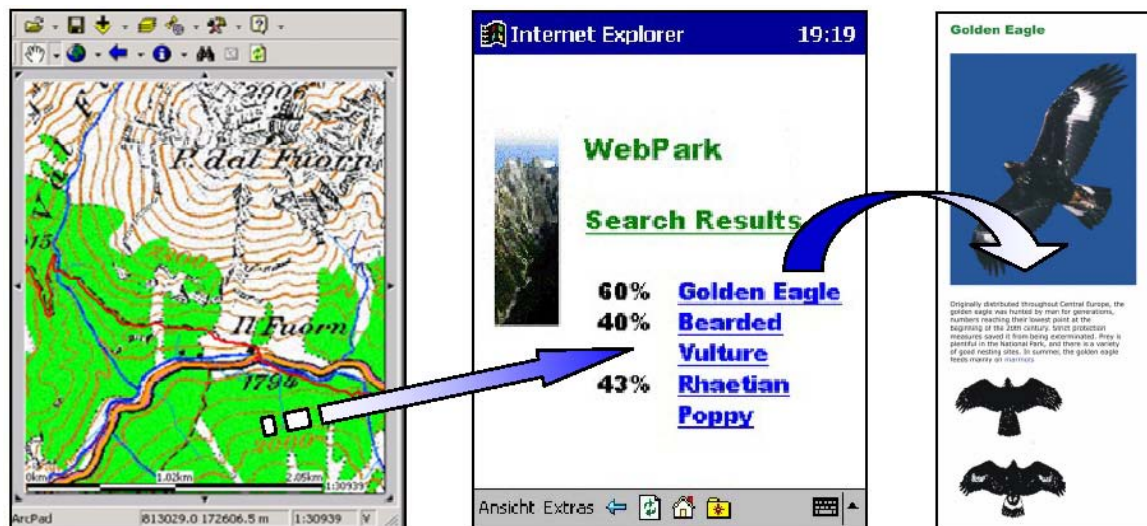 2906
P. dal Fuorn
Val
015
2300
Il Fuorn
1794
2000
0km 1.02km 2.05km
1:30939
ArcPad 813029.0 172606.5 m 1:30939
Internet Explorer 19:19
WebPark
Search Results
60% Golden Eagle
40% Bearded
Vulture
43% Rhaetian
Poppy
Ansicht Extras
Golden Eagle
Originally distributed throughout Central Europe, the
golden eagle was hunted by man for generations,
numbers reaching their lowest point at the
beginning of the 20th century. Strict protection
measures saved it from being exterminated. Prey is
plentiful in the National Park, and there is a variety
of good nesting sites. In summer, the golden eagle
feeds mainly on marmots